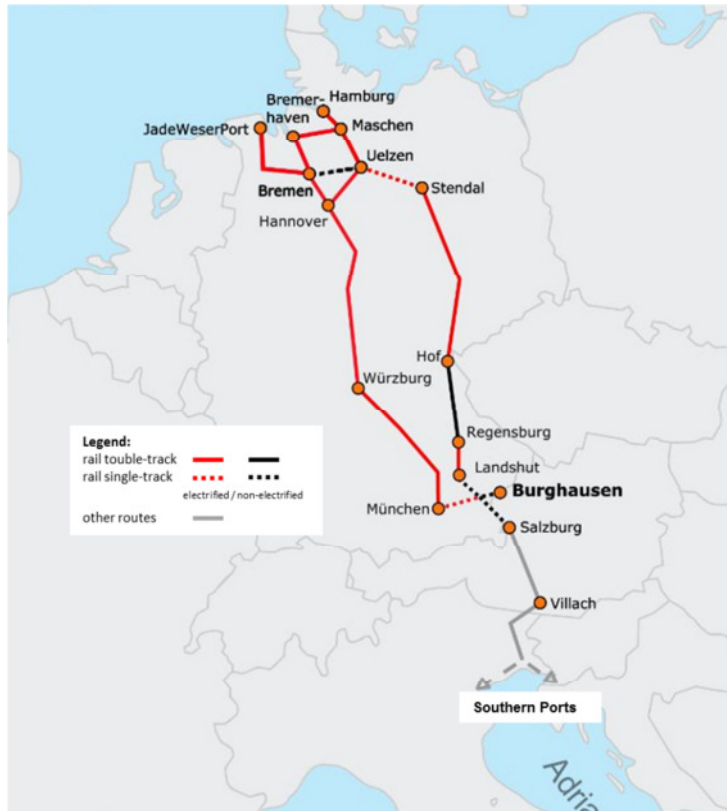 Bremer-
haven
Hamburg
JadeWeserPort
Maschen
Uelzen
Bremen
Stendal
Hannover
Hof
Würzburg
Regensburg
Landshut
Burghausen
München
Salzburg
Villach
Legend:
rail touble-track
rail single-track
electrified / non-electrified
other routes
Southern Ports
Adria